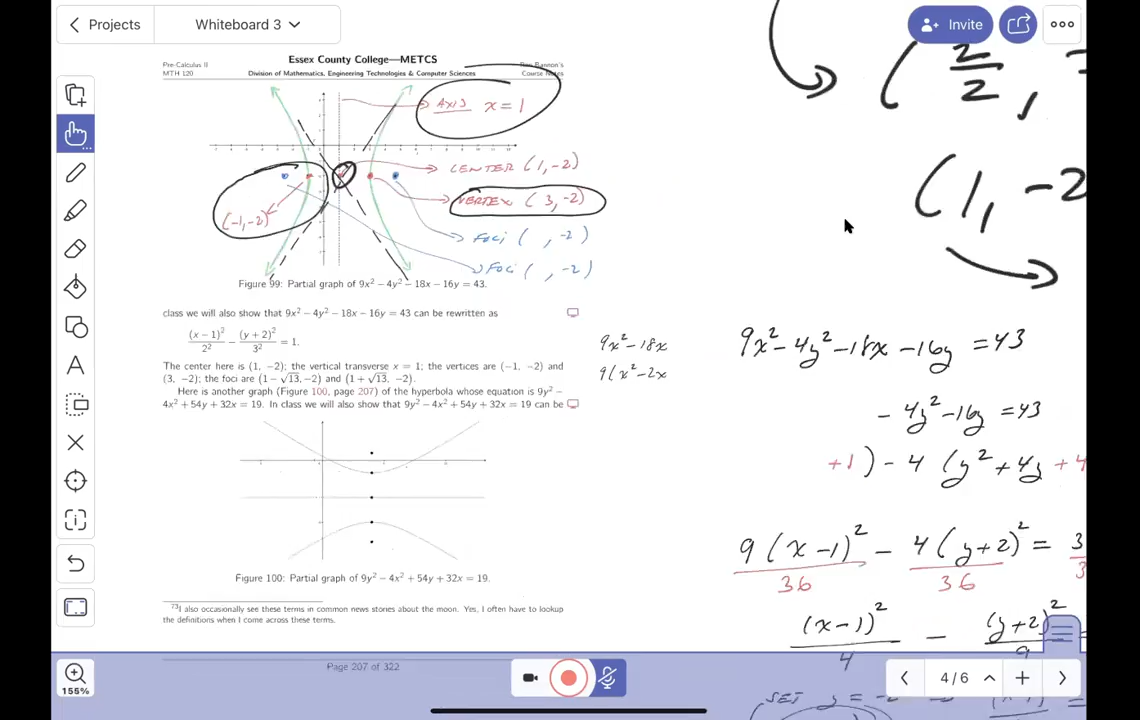 Projects
Whiteboard 3
Invite
Pre-Calculus II
MTH 120
Essex County College—METCS
Division of Mathematics, Engineering Technologies & Computer Sciences
Course Notes
AXIS x = 1
CENTER (1, -2)
VERTEX (3, -2)
(-1, -2)
FOCI ( , -2)
FOCI ( , -2)
Figure 99: Partial graph of 9x² − 4y² − 18x − 16y = 43.
class we will also show that 9x² − 4y² − 18x − 16y = 43 can be rewritten as
(x − 1)²/2² − (y + 2)²/3² = 1.
The center here is (1, −2); the vertical transverse x = 1; the vertices are (−1, −2) and
(3, −2); the foci are (1 − √13, −2) and (1 + √13, −2).
Here is another graph (Figure 100, page 207) of the hyperbola whose equation is 9y² −
4x² + 54y + 32x = 19. In class we will also show that 9y² − 4x² + 54y + 32x = 19 can be
Figure 100: Partial graph of 9y² − 4x² + 54y + 32x = 19.
73I also occasionally see these terms in common news stories about the moon. Yes, I often have to lookup
the definitions when I come across these terms.
Page 207 of 322
(2/2,
(1, -2
9x² - 4y² - 18x - 16y = 43
9x² - 18x
- 4y² - 16y = 43
9(x² - 2x
+1) - 4 (y² + 4y + 4
9(x-1)²/36 - 4(y+2)²/36 = 3
(x-1)²/4 - (y+2)²/9
SET y = -2
155%
4/6